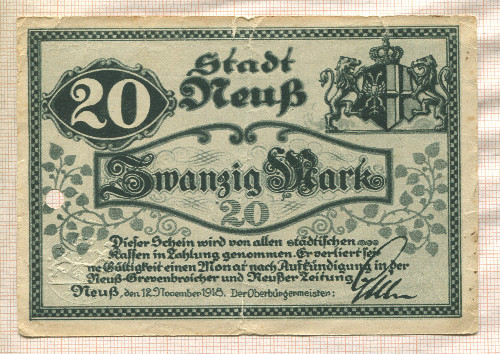 20
Stadt
Neuß
Zwanzig Mark
20
Dieser Schein wird von allen städtischen
Kassen in Zahlung genommen. Er verliert sei-
ne Gültigkeit einen Monat nach Aufkündigung in der
Neuß-Grevenbroicher und Neußer Zeitung
Neuß, den 12 November 1918. Der Oberbürgermeister: